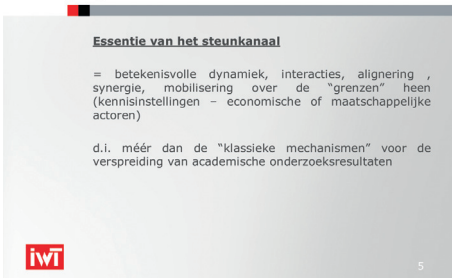 Essentie van het steunkanaal
= betekenisvolle dynamiek, interacties, alignering ,
synergie, mobilisering over de "grenzen" heen
(kennisinstellingen – economische of maatschappelijke
actoren)
d.i. méér dan de "klassieke mechanismen" voor de
verspreiding van academische onderzoeksresultaten
iwT
5